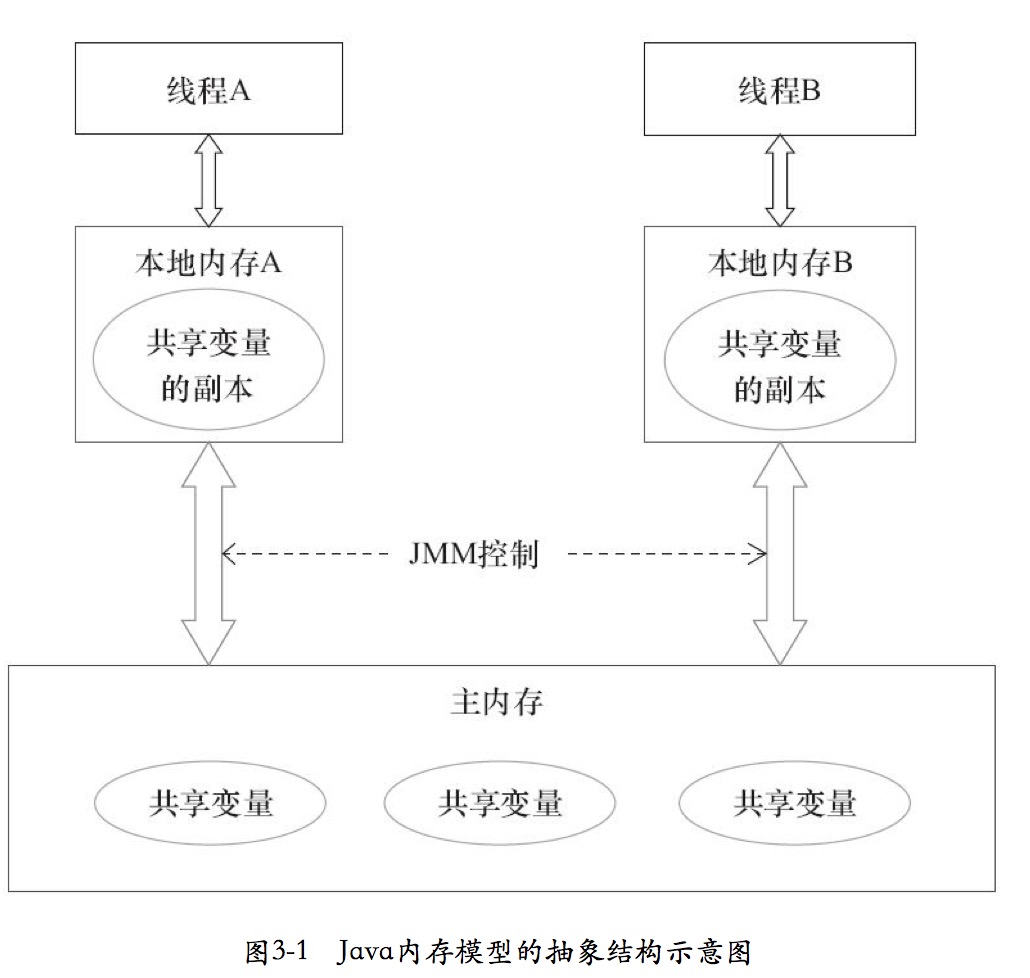 线程A
线程B
本地内存A
共享变量
的副本
本地内存B
共享变量
的副本
JMM控制
主内存
共享变量
共享变量
共享变量
图3-1 Java内存模型的抽象结构示意图